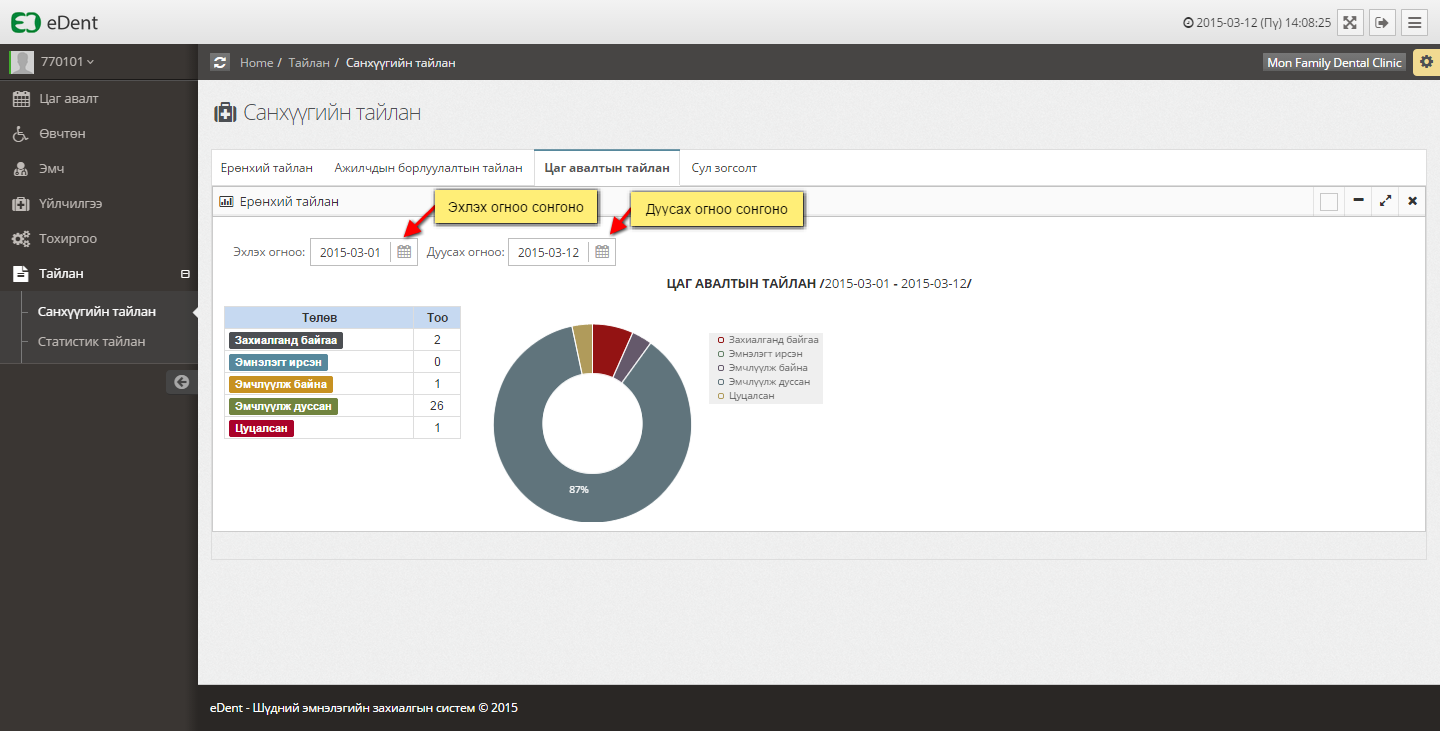 eDent
2015-03-12 (Пү) 14:08:25
770101
Home / Тайлан / Санхүүгийн тайлан
Mon Family Dental Clinic
Цаг авалт
Өвчтөн
Эмч
Үйлчилгээ
Тохиргоо
Тайлан
Санхүүгийн тайлан
Статистик тайлан
Санхүүгийн тайлан
Ерөнхий тайлан
Ажилчдын борлуулалтын тайлан
Цаг авалтын тайлан
Сул зогсолт
Ерөнхий тайлан
Эхлэх огноо сонгоно
Дуусах огноо сонгоно
Эхлэх огноо: 2015-03-01 Дуусах огноо: 2015-03-12
ЦАГ АВАЛТЫН ТАЙЛАН /2015-03-01 - 2015-03-12/
Төлөв Тоо
Захиалганд байгаа 2
Эмнэлэгт ирсэн 0
Эмчлүүлж байна 1
Эмчлүүлж дуссан 26
Цуцалсан 1
87%
Захиалганд байгаа
Эмнэлэгт ирсэн
Эмчлүүлж байна
Эмчлүүлж дуссан
Цуцалсан
eDent - Шүдний эмнэлэгийн захиалгын систем © 2015